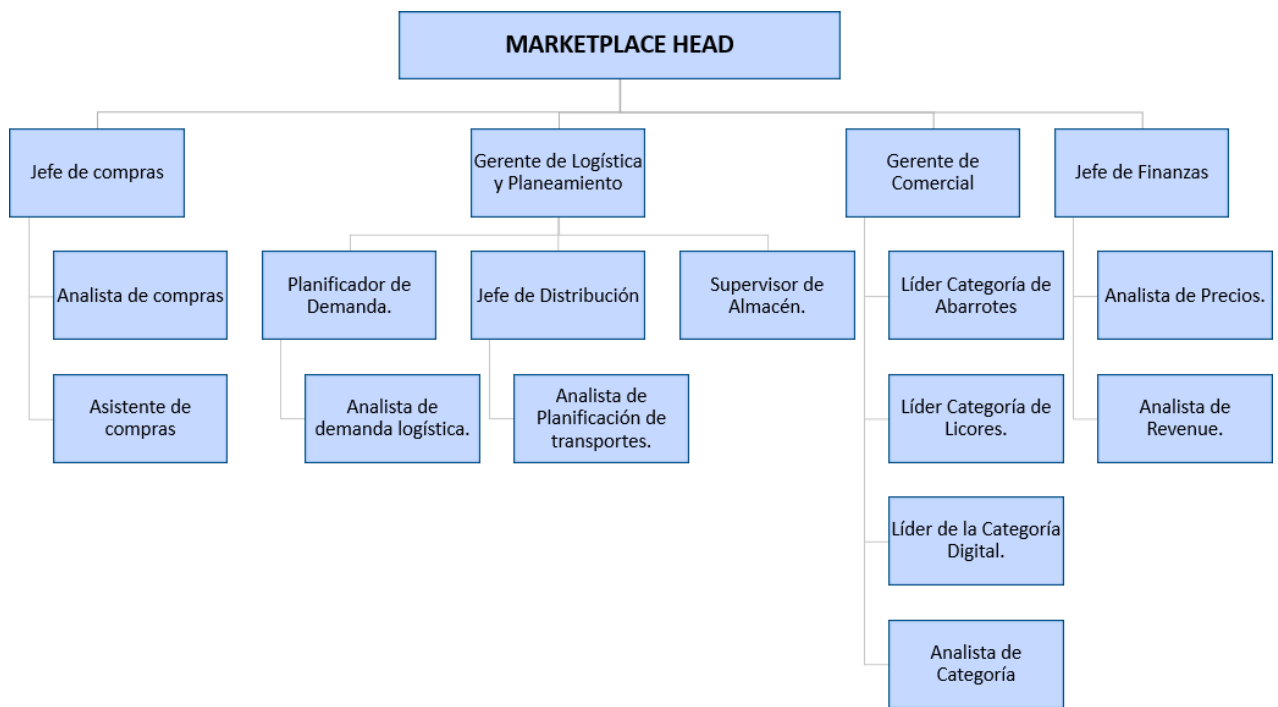 MARKETPLACE HEAD
Jefe de compras
Gerente de Logística
y Planeamiento
Gerente de
Comercial
Jefe de Finanzas
Analista de compras
Planificador de
Demanda.
Jefe de Distribución
Supervisor de
Almacén.
Líder Categoría de
Abarrotes
Analista de Precios.
Asistente de
compras
Analista de
demanda logística.
Analista de
Planificación de
transportes.
Líder Categoría de
Licores.
Analista de
Revenue.
Líder de la Categoría
Digital.
Analista de
Categoría